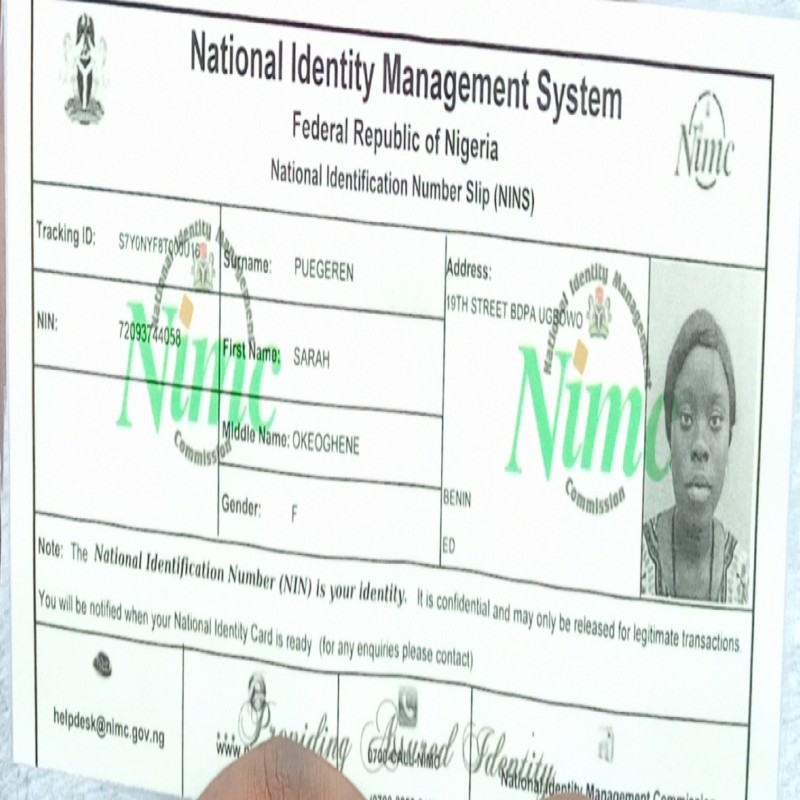 National Identity Management System
Federal Republic of Nigeria
National Identification Number Slip (NINS)
Nimc
Tracking ID:
Surname: PUEGEREN
Address:
19TH STREET BDPA UGBOWO
NIN: 72093744058
First Name: SARAH
Middle Name: OKEOGHENE
Gender: F
BENIN
ED
National Identity Management
Nimc
Commission
National Identity Management
Nimc
Commission
Note: The National Identification Number (NIN) is your identity. It is confidential and may only be released for legitimate transactions
You will be notified when your National Identity Card is ready (for any enquiries please contact)
helpdesk@nimc.gov.ng
0700-CALL-NIMC
National Identity Management
Providing Assured Identity